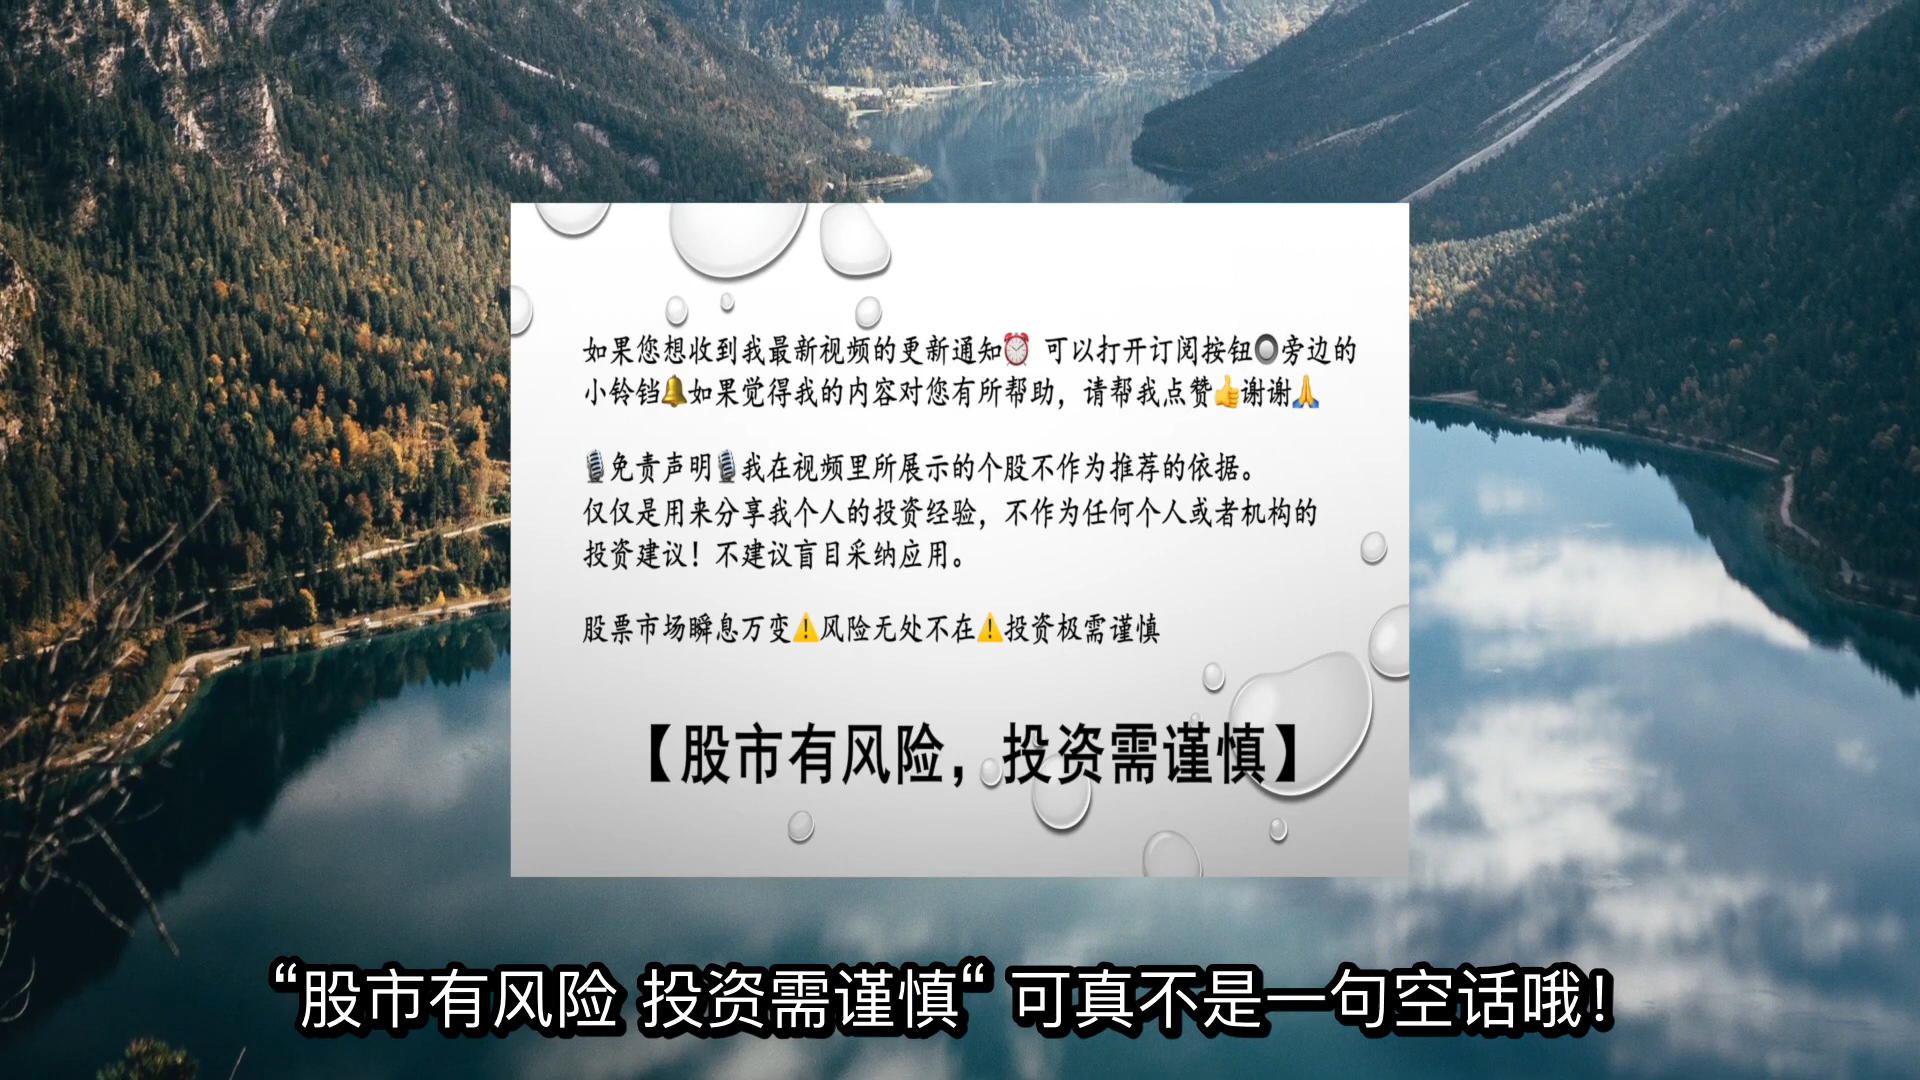 如果您想收到我最新视频的更新通知⏰ 可以打开订阅按钮🔘旁边的
小铃铛🔔如果觉得我的内容对您有所帮助，请帮我点赞👍谢谢🙏
🎙️免责声明🎙️我在视频里所展示的个股不作为推荐的依据。
仅仅是用来分享我个人的投资经验，不作为任何个人或者机构的
投资建议！不建议盲目采纳应用。
股票市场瞬息万变⚠️风险无处不在⚠️投资极需谨慎
【股市有风险，投资需谨慎】
“股市有风险 投资需谨慎“ 可真不是一句空话哦！